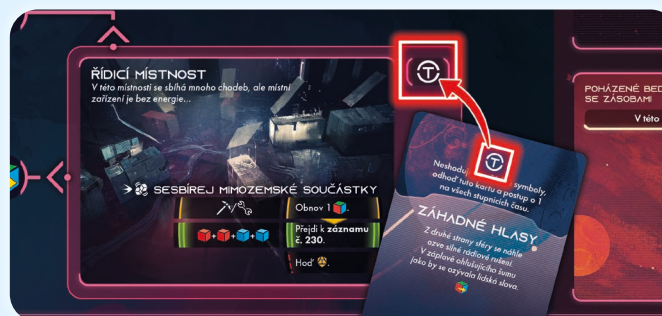 ŘÍDICÍ MÍSTNOST
V této místnosti se sbíhá mnoho chodeb, ale místní
zařízení je bez energie...
SESBÍREJ MIMOZEMSKÉ SOUČÁSTKY
Obnov 1
Přejdi k záznamu
č. 230.
Hoď
T
T
Neshodu symboly,
odhoď tuto kartu a postup o 1
na všech stupnicích času.
ZÁHADNÉ HLASY
Z druhé strany sféry se náhle
ozve silné rádiové rušení.
V záplavě ohlušujícího šumu
jako by se ozývala lidská slova.
POHÁZENÉ BED
SE ZÁSOBAMI
V této